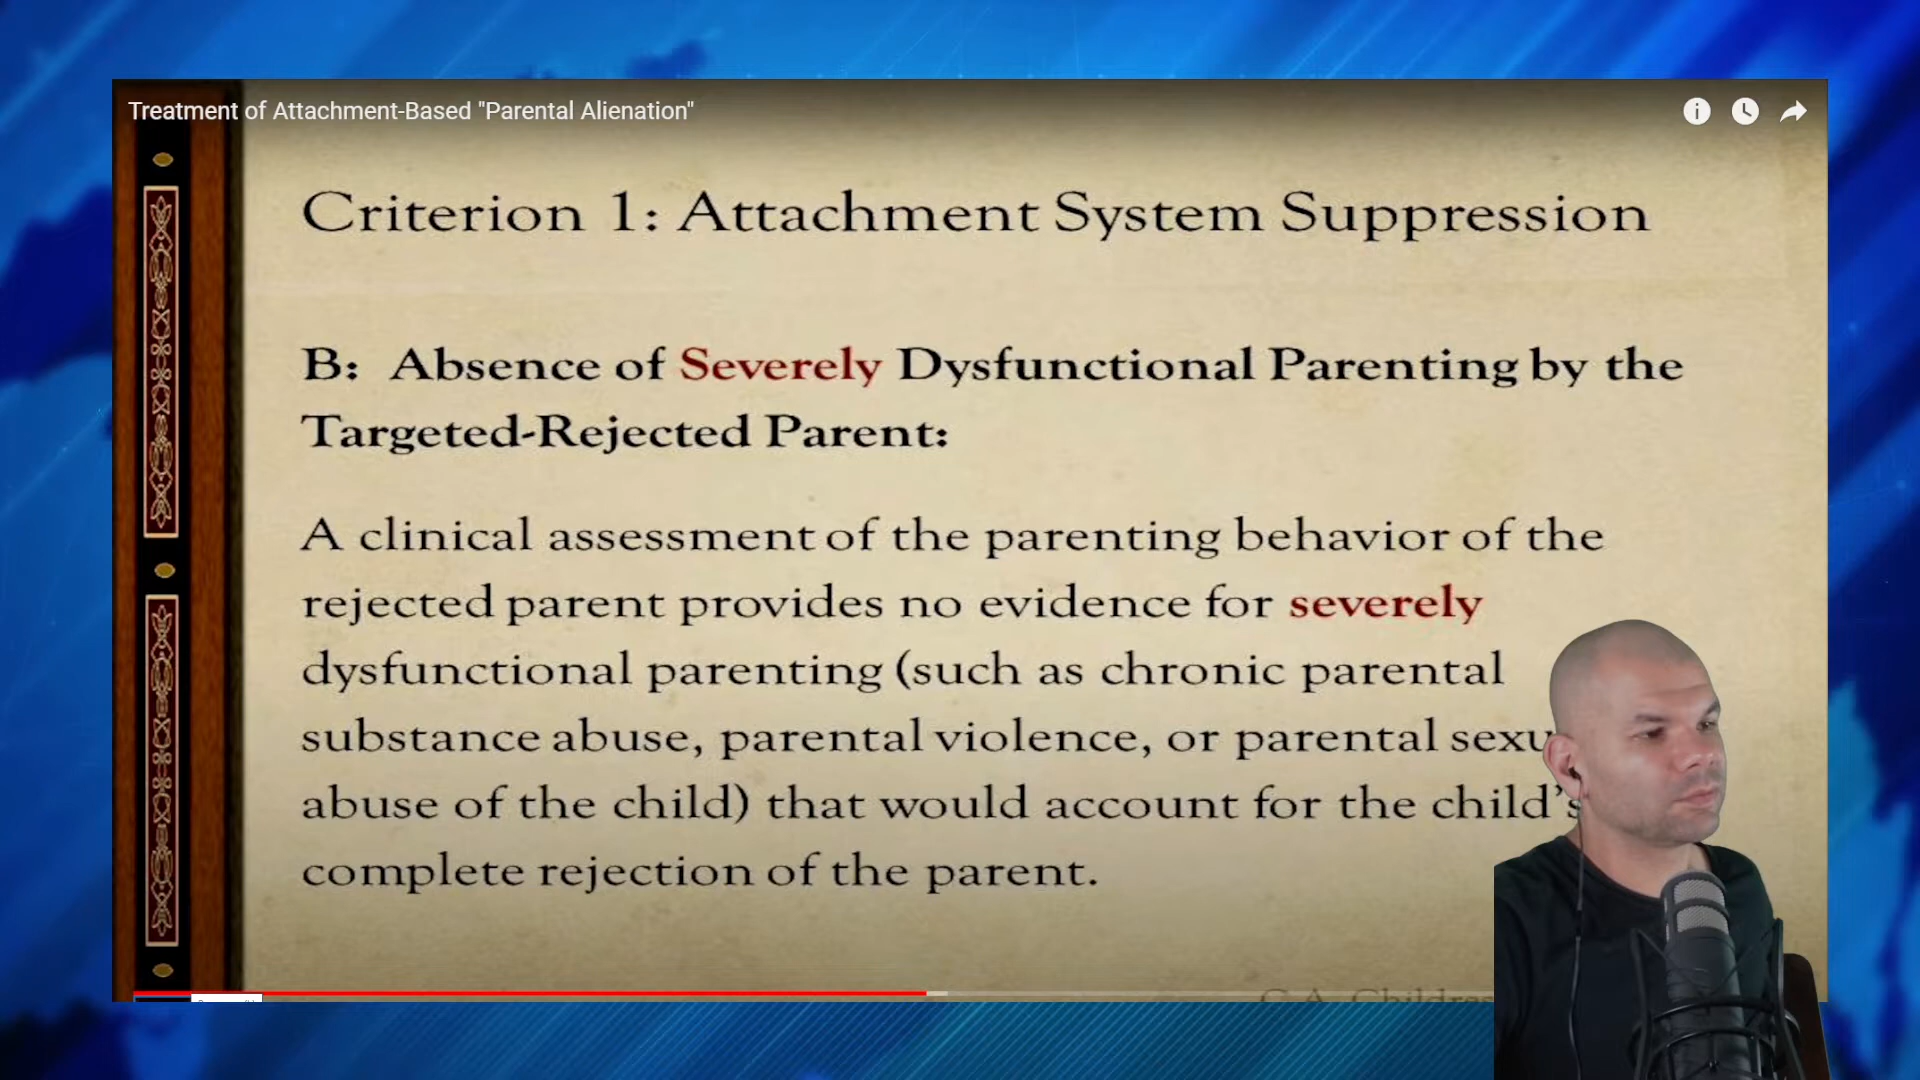 Treatment of Attachment-Based "Parental Alienation"
Criterion 1: Attachment System Suppression
B: Absence of Severely Dysfunctional Parenting by the
Targeted-Rejected Parent:
A clinical assessment of the parenting behavior of the
rejected parent provides no evidence for severely
dysfunctional parenting (such as chronic parental
substance abuse, parental violence, or parental
abuse of the child) that would account for the child's
complete rejection of the parent.